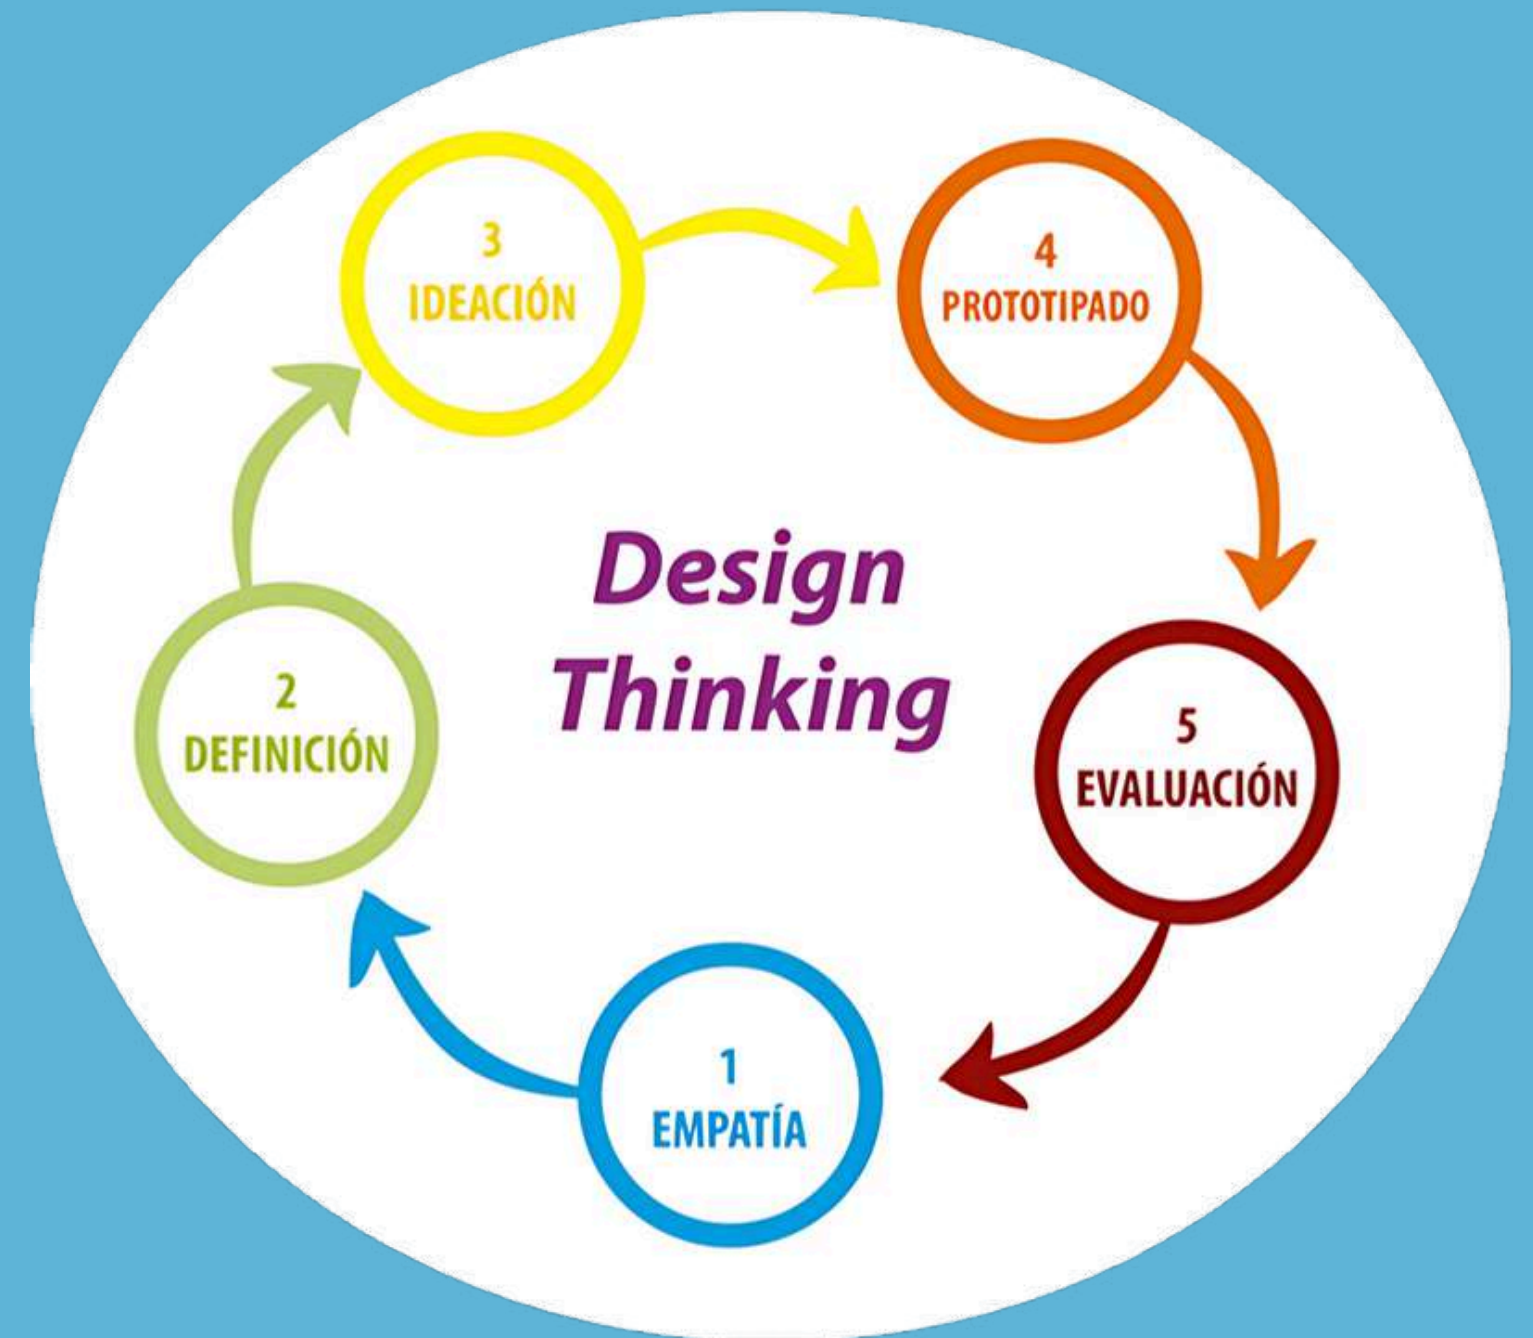 3
IDEACIÓN
4
PROTOTIPADO
Design
Thinking
2
DEFINICIÓN
5
EVALUACIÓN
1
EMPATÍA